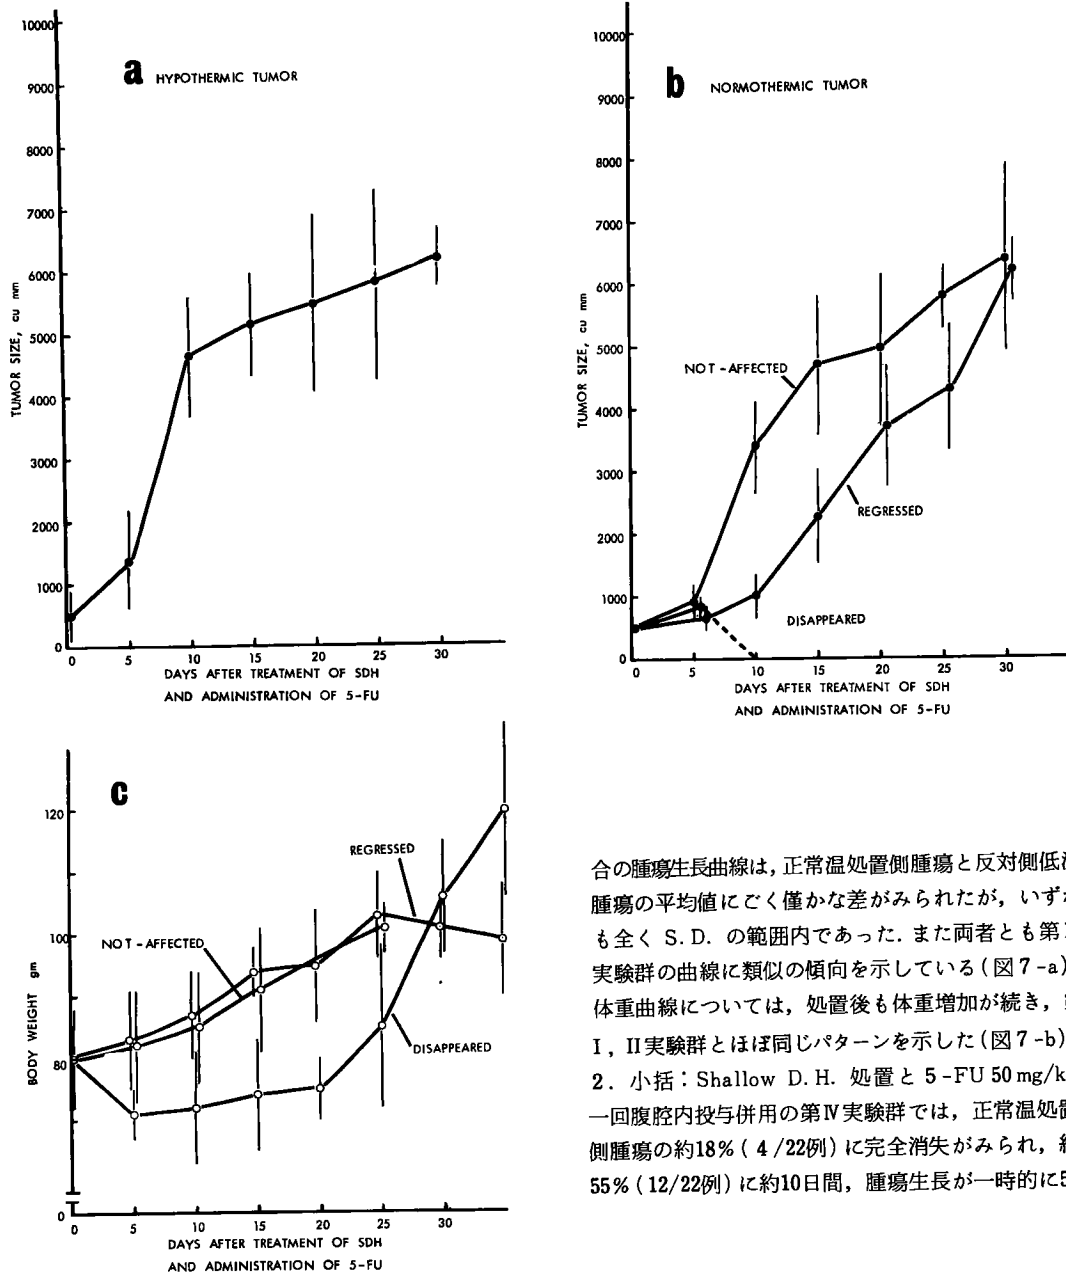 a HYPOTHERMIC TUMOR
10000
9000
8000
7000
6000
5000
4000
3000
2000
1000
0
TUMOR SIZE, cu mm
0 5 10 15 20 25 30
DAYS AFTER TREATMENT OF SDH
AND ADMINISTRATION OF 5-FU
b NORMOTHERMIC TUMOR
10000
9000
8000
7000
6000
5000
4000
3000
2000
1000
0
TUMOR SIZE, cu mm
NOT-AFFECTED
REGRESSED
DISAPPEARED
0 5 10 15 20 25 30
DAYS AFTER TREATMENT OF SDH
AND ADMINISTRATION OF 5-FU
c
120
100
80
0
BODY WEIGHT gm
REGRESSED
NOT-AFFECTED
DISAPPEARED
0 5 10 15 20 25 30
DAYS AFTER TREATMENT OF SDH
AND ADMINISTRATION OF 5-FU
合の腫瘍生長曲線は，正常温処置側腫瘍と反対側低
腫瘍の平均値にごく僅かな差がみられたが，いず
も全く S.D. の範囲内であった．また両者とも第
実験群の曲線に類似の傾向を示している(図7-a)
体重曲線については，処置後も体重増加が続き，
I，II実験群とほぼ同じパターンを示した(図7-b)
2．小括：Shallow D.H. 処置と 5-FU 50 mg/k
一回腹腔内投与併用の第Ⅳ実験群では，正常温処置
側腫瘍の約18%(4/22例)に完全消失がみられ，
55%(12/22例)に約10日間，腫瘍生長が一時的に